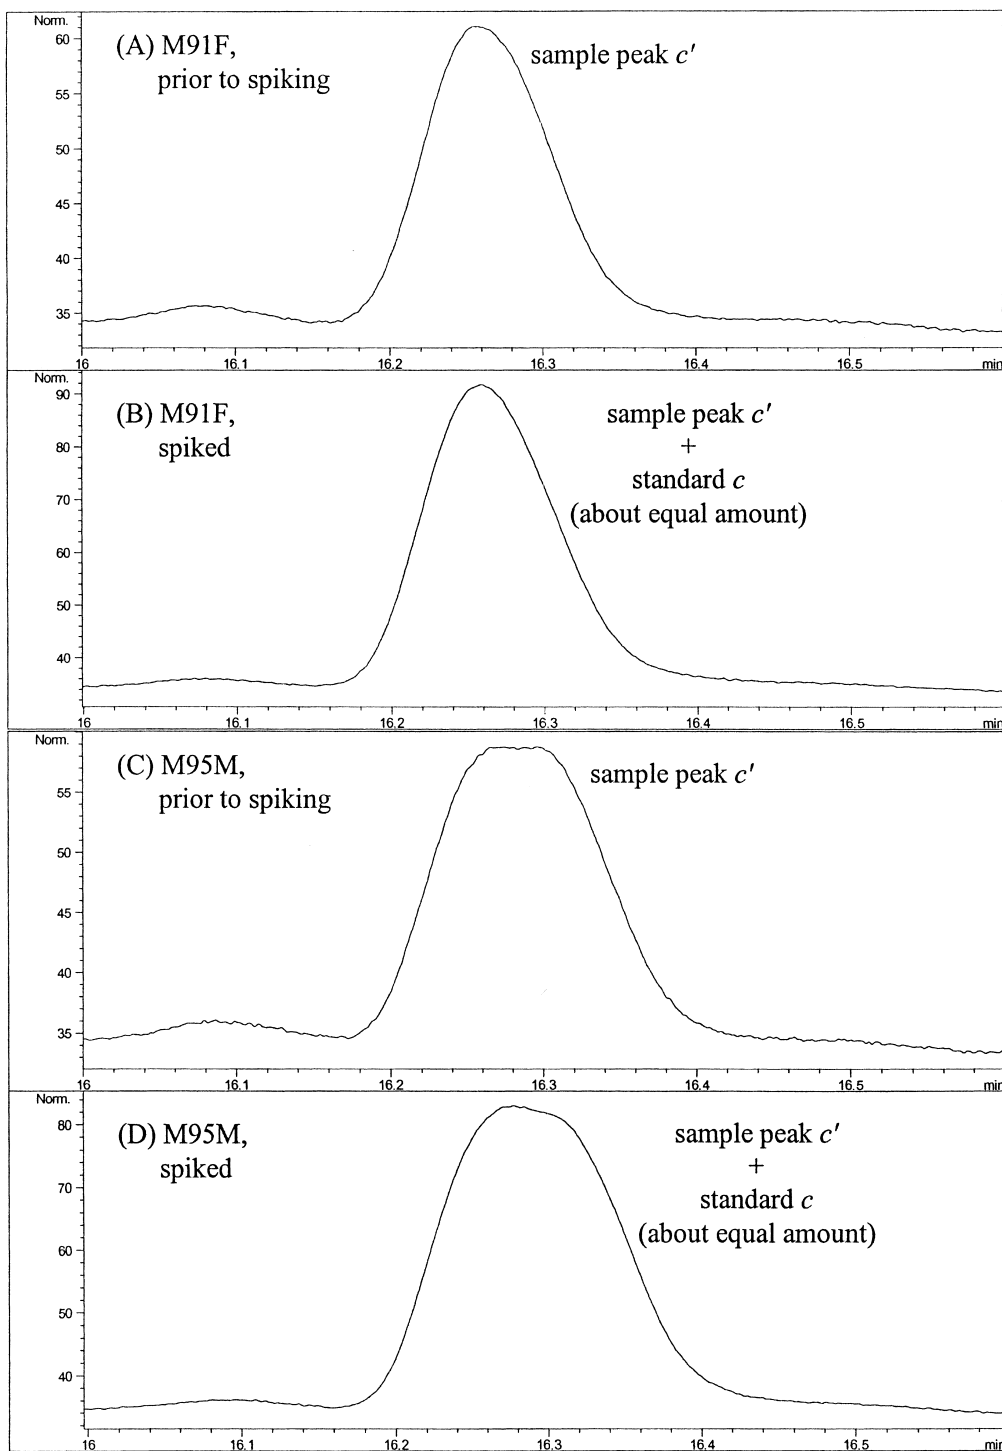 Norm.
60
55
50
45
40
35
(A) M91F,
prior to spiking
sample peak c′
16 16.1 16.2 16.3 16.4 16.5 min
Norm.
90
80
70
60
50
40
(B) M91F,
spiked
sample peak c′
+
standard c
(about equal amount)
16 16.1 16.2 16.3 16.4 16.5 min
Norm.
55
50
45
40
35
(C) M95M,
prior to spiking
sample peak c′
16 16.1 16.2 16.3 16.4 16.5 min
Norm.
80
70
60
50
40
(D) M95M,
spiked
sample peak c′
+
standard c
(about equal amount)
16 16.1 16.2 16.3 16.4 16.5 min